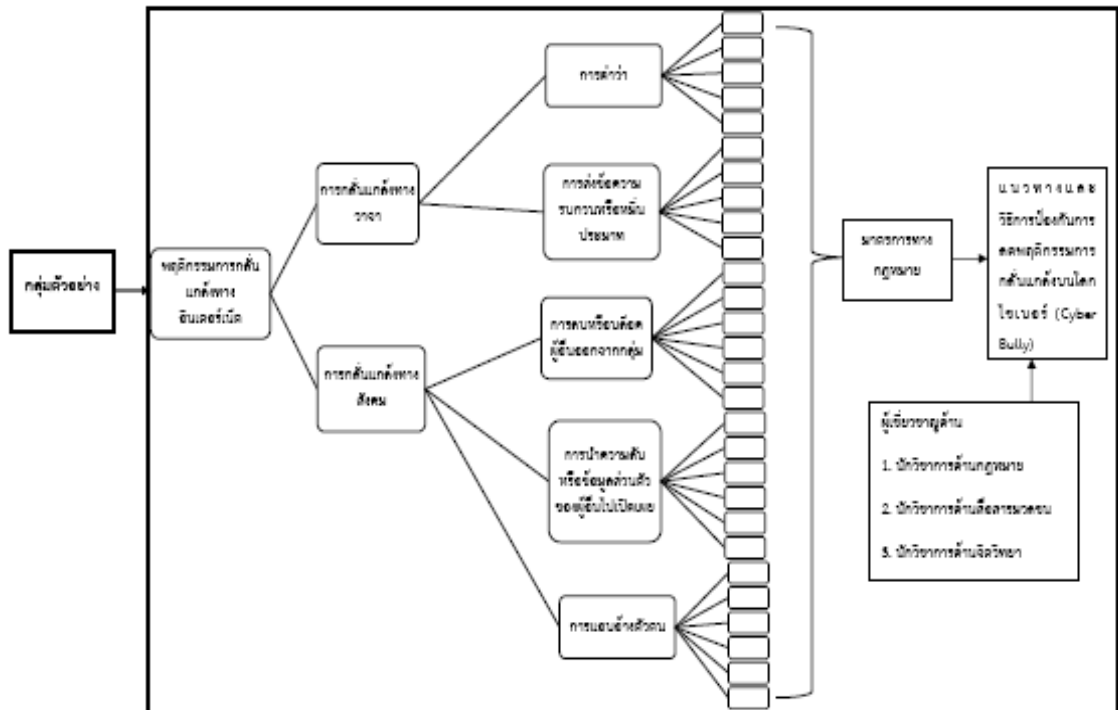 กลุ่มตัวอย่าง
พฤติกรรมการกลั่น
แกล้งทาง
อินเตอร์เน็ต
การกลั่นแกล้งทาง
วาจา
การกลั่นแกล้งทาง
สังคม
การด่าว่า
การส่งข้อความ
รบกวนหรือหมิ่น
ประมาท
การลบหรือบล็อค
ผู้อื่นออกจากกลุ่ม
การนำความลับ
หรือข้อมูลส่วนตัว
ของผู้อื่นไปเปิดเผย
การแอบอ้างตัวตน
มาตรการทาง
กฎหมาย
แนวทางและ
วิธีการป้องกันการ
ลดพฤติกรรมการ
กลั่นแกล้งบนโลก
ไซเบอร์ (Cyber
Bully)
ผู้เชี่ยวชาญด้าน
1. นักวิชาการด้านกฎหมาย
2. นักวิชาการด้านสื่อสารมวลชน
3. นักวิชาการด้านจิตวิทยา